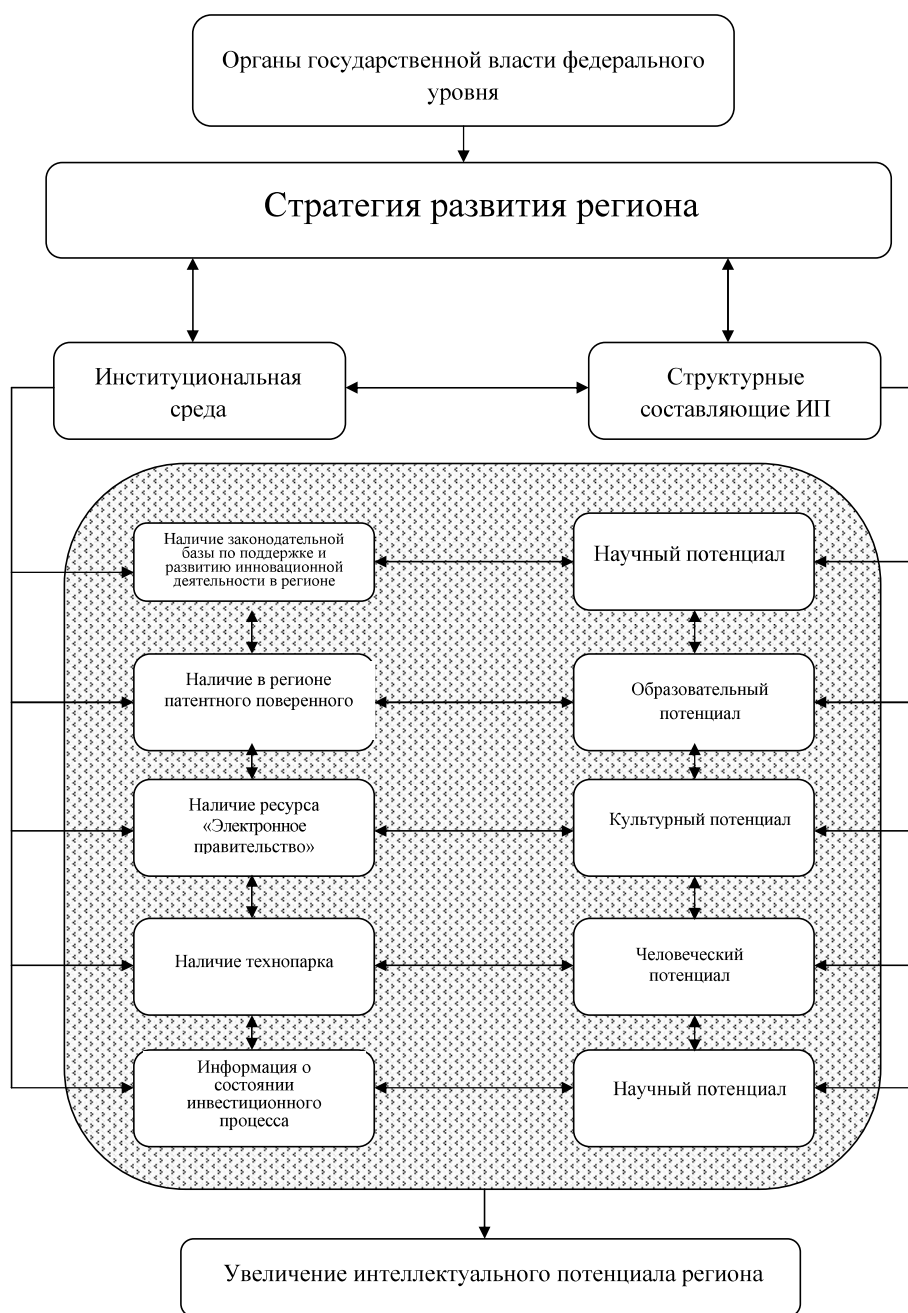 Органы государственной власти федерального
уровня
Стратегия развития региона
Институциональная
среда
Структурные
составляющие ИП
Наличие законодательной
базы по поддержке и
развитию инновационной
деятельности в регионе
Научный потенциал
Наличие в регионе
патентного поверенного
Образовательный
потенциал
Наличие ресурса
«Электронное
правительство»
Культурный потенциал
Наличие технопарка
Человеческий
потенциал
Информация о
состоянии
инвестиционного
процесса
Научный потенциал
Увеличение интеллектуального потенциала региона